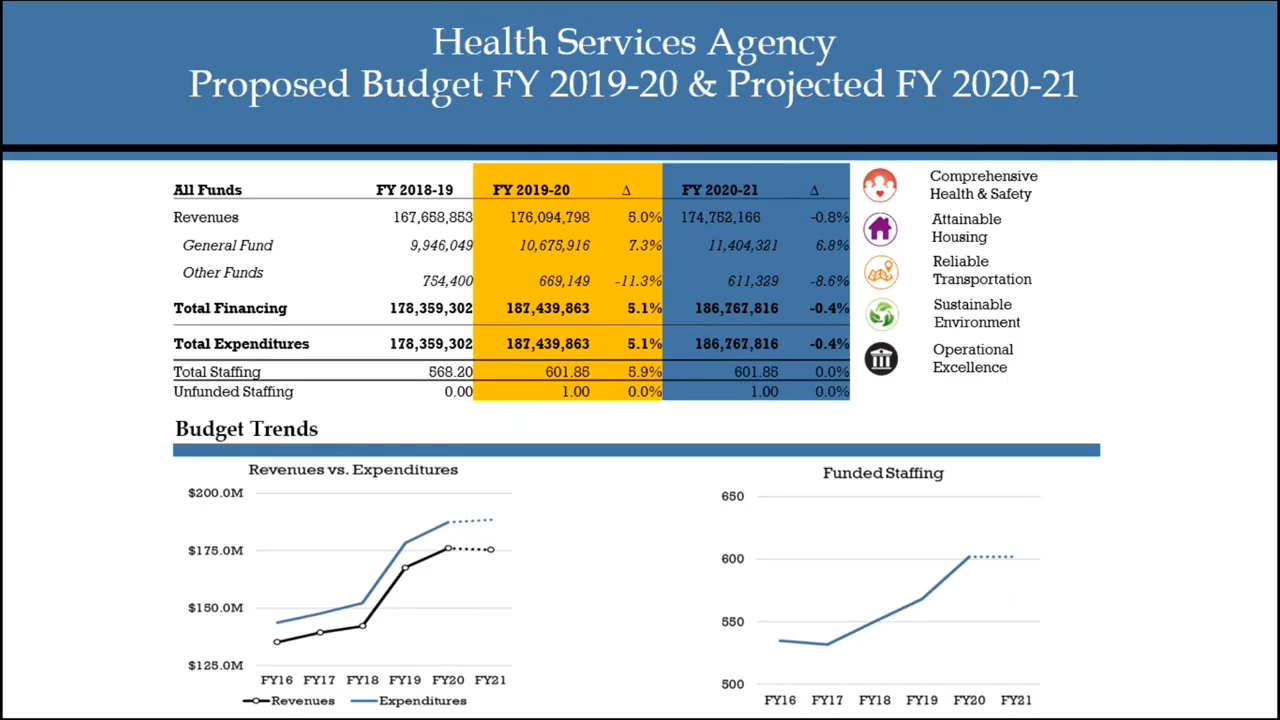 Health Services Agency
Proposed Budget FY 2019-20 & Projected FY 2020-21
All Funds FY 2018-19 FY 2019-20 Δ FY 2020-21 Δ
Revenues 167,658,853 176,094,798 5.0% 174,752,166 -0.8%
General Fund 9,946,049 10,675,916 7.3% 11,404,321 6.8%
Other Funds 754,400 669,149 -11.3% 611,329 -8.6%
Total Financing 178,359,302 187,439,863 5.1% 186,767,816 -0.4%
Total Expenditures 178,359,302 187,439,863 5.1% 186,767,816 -0.4%
Total Staffing 568.20 601.85 5.9% 601.85 0.0%
Unfunded Staffing 0.00 1.00 0.0% 1.00 0.0%
Comprehensive
Health & Safety
Attainable
Housing
Reliable
Transportation
Sustainable
Environment
Operational
Excellence
Budget Trends
Revenues vs. Expenditures
$200.0M
$175.0M
$150.0M
$125.0M
FY16 FY17 FY18 FY19 FY20 FY21
Revenues Expenditures
Funded Staffing
650
600
550
500
FY16 FY17 FY18 FY19 FY20 FY21